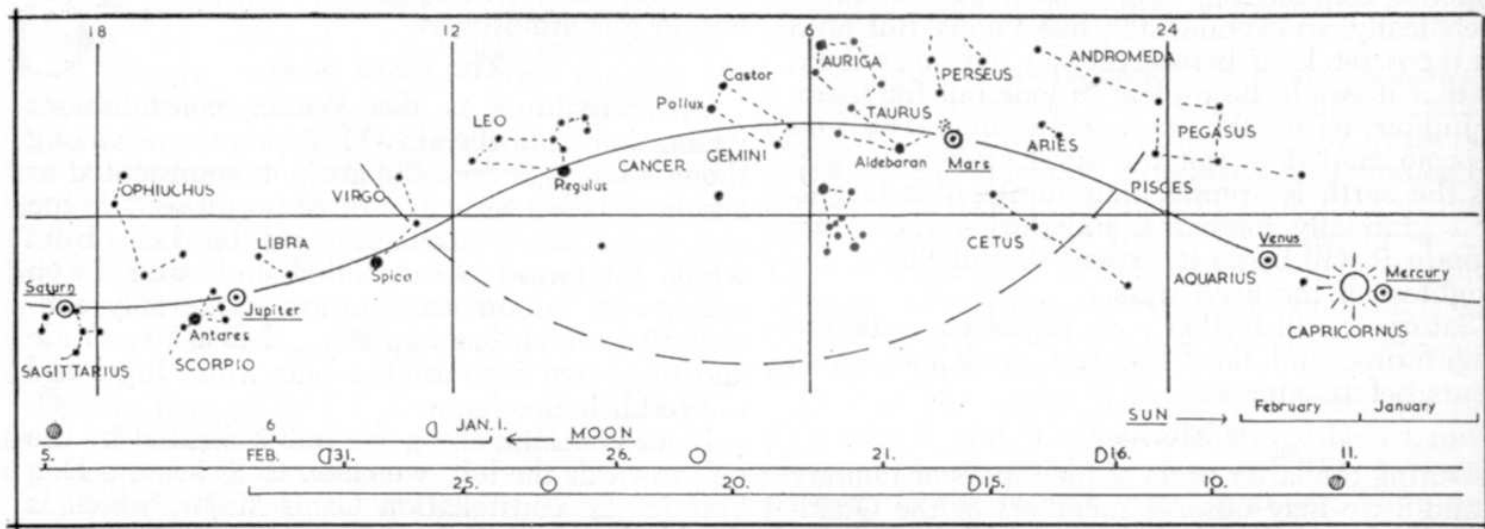 18 12 6 24
AURIGA
PERSEUS
ANDROMEDA
Castor
Pollux
TAURUS
PEGASUS
LEO
GEMINI
CANCER
Aldebaran
Mars
ARIES
Regulus
OPHIUCHUS
VIRGO
PISCES
LIBRA
CETUS
Spica
Venus
AQUARIUS
Mercury
Saturn
Jupiter
Antares
CAPRICORNUS
SCORPIO
SAGITTARIUS
SUN February January
6 JAN. 1. MOON
5. FEB. 31. 26. 21. 16. 11.
25. 20. 15. 10.